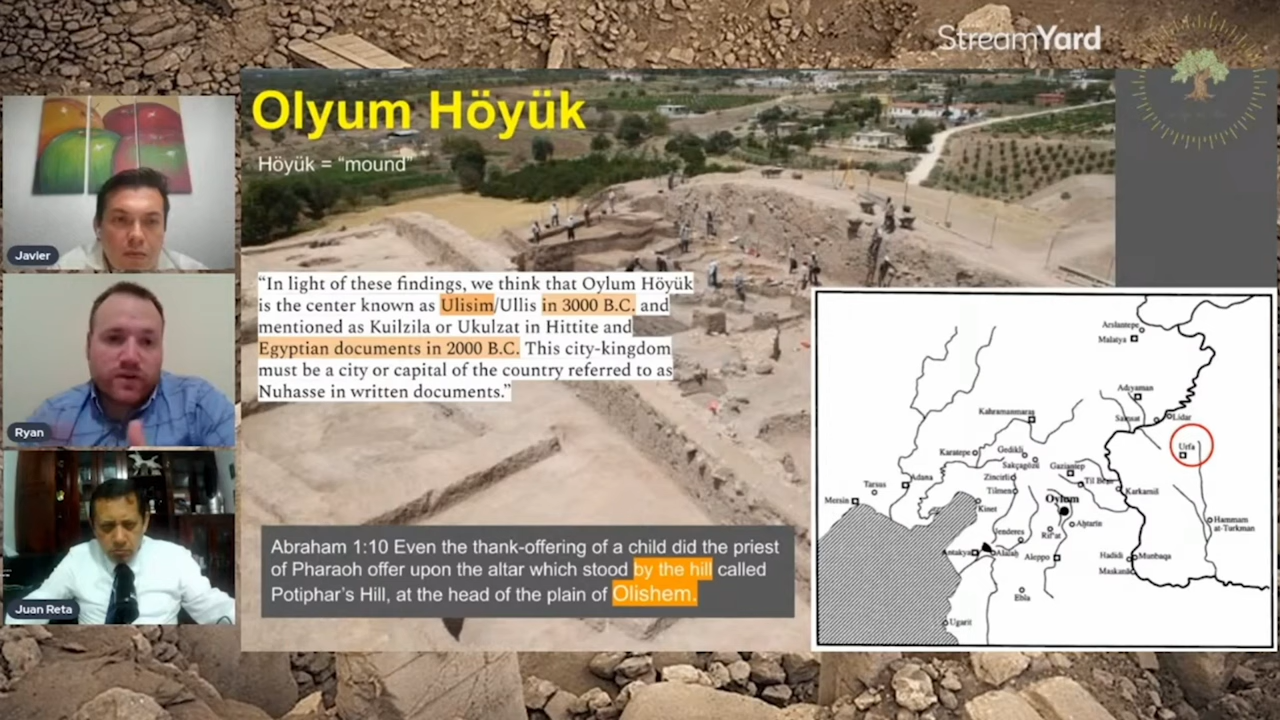 StreamYard
Olyum Höyük
Höyük = “mound”
“In light of these findings, we think that Oylum Höyük
is the center known as Ulisim/Ullis in 3000 B.C. and
mentioned as Kuilzila or Ukulzat in Hittite and
Egyptian documents in 2000 B.C. This city-kingdom
must be a city or capital of the country referred to as
Nuhasse in written documents.”
Abraham 1:10 Even the thank-offering of a child did the priest
of Pharaoh offer upon the altar which stood by the hill called
Potiphar’s Hill, at the head of the plain of Olishem.
Javier
Ryan
Juan Reta
Arslantepe
Malatya
Adıyaman
Samsat
Lidar
Urfa
Kahramanmaraş
Karatepe
Gedikli
Sakçagözü
Gaziantep
Zincirli
Tilmen
Karkamış
Tarsus
Adana
Mersin
Kinet
Oylum
Ahtarin
Hammam
at-Turkman
Antakya
Alalah
Aleppo
Hadidi
Munbaqa
Ebla
Ugarit